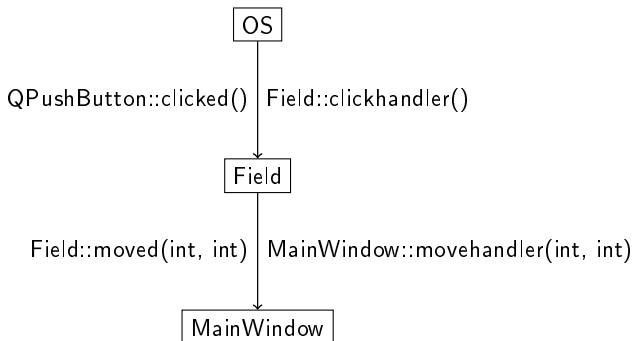 OS
QPushButton::clicked() Field::clickhandler()
Field
Field::moved(int, int) MainWindow::movehandler(int, int)
MainWindow